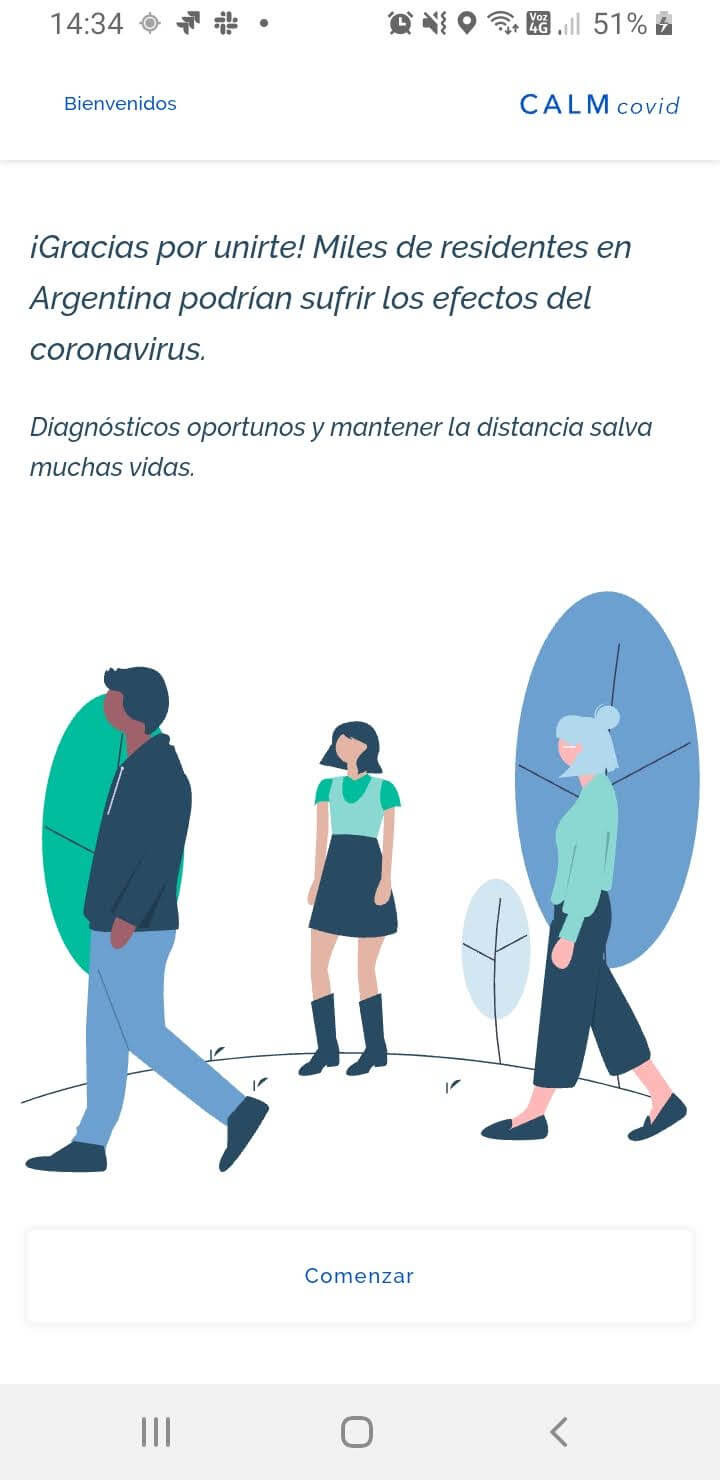 14:34
Voz 4G
51%
Bienvenidos
CALM covid
¡Gracias por unirte! Miles de residentes en
Argentina podrían sufrir los efectos del
coronavirus.
Diagnósticos oportunos y mantener la distancia salva
muchas vidas.
Comenzar